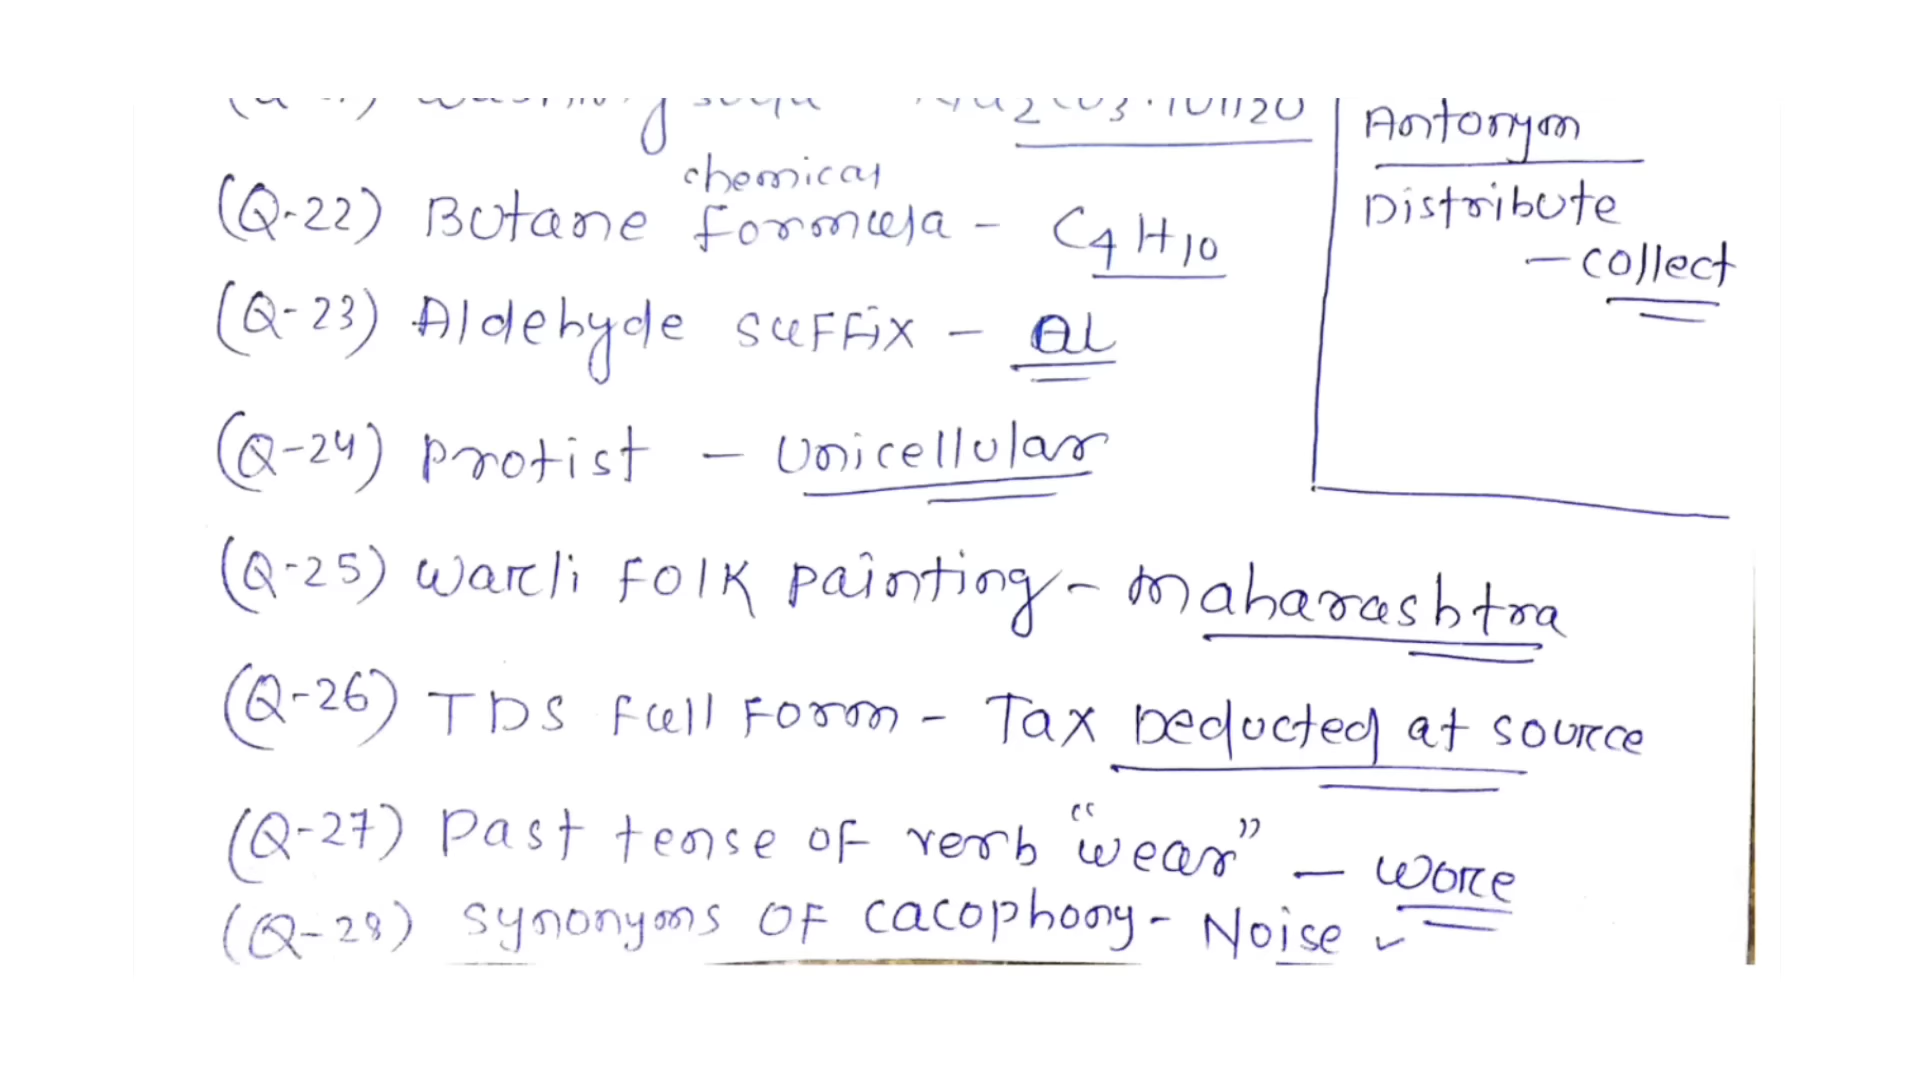 (Q-22) Butane chemical formula - C4H10
(Q-23) Aldehyde suffix - al
(Q-24) Protist - Unicellular
(Q-25) Warli Folk painting - Maharashtra
(Q-26) TDS full Form - Tax Deducted at source
(Q-27) Past tense of verb "wear" - wore
(Q-28) synonyms of cacophony - Noise
Antonym
Distribute
- collect